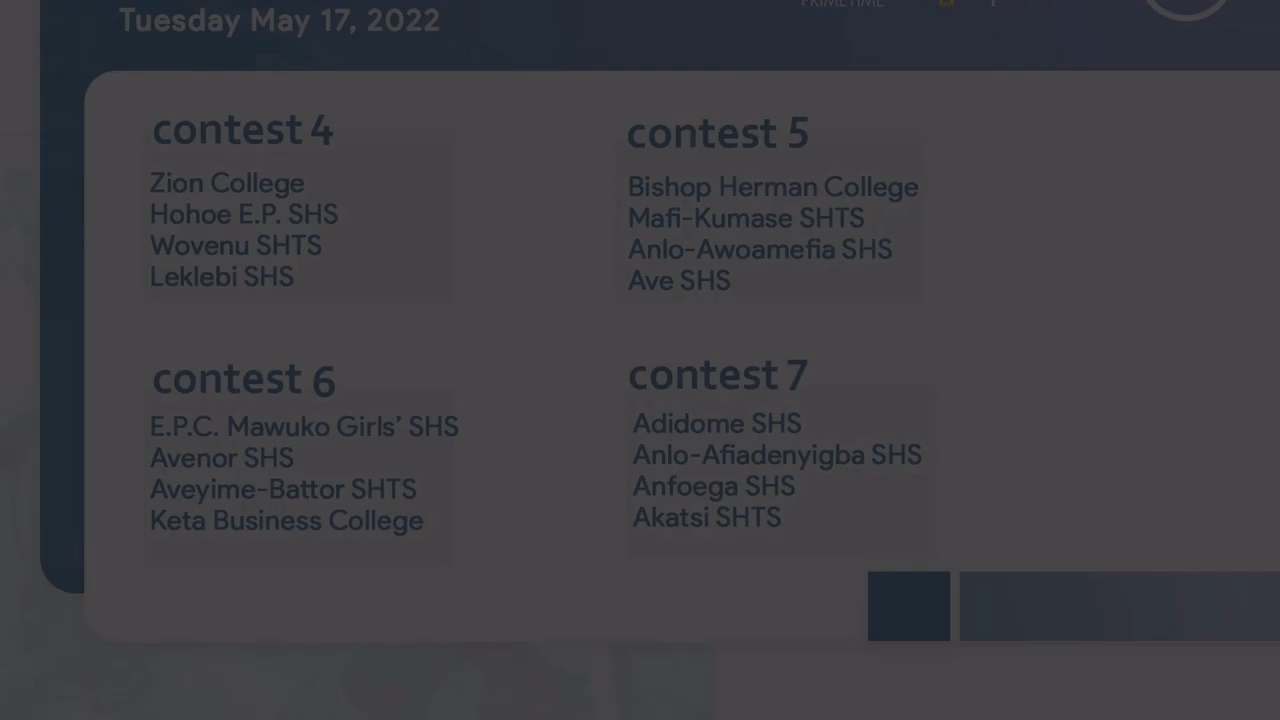 Tuesday May 17, 2022
PRIMETIME
contest 4
Zion College
Hohoe E.P. SHS
Wovenu SHTS
Leklebi SHS
contest 5
Bishop Herman College
Mafi-Kumase SHTS
Anlo-Awoamefia SHS
Ave SHS
contest 6
E.P.C. Mawuko Girls’ SHS
Avenor SHS
Aveyime-Battor SHTS
Keta Business College
contest 7
Adidome SHS
Anlo-Afiadenyigba SHS
Anfoega SHS
Akatsi SHTS